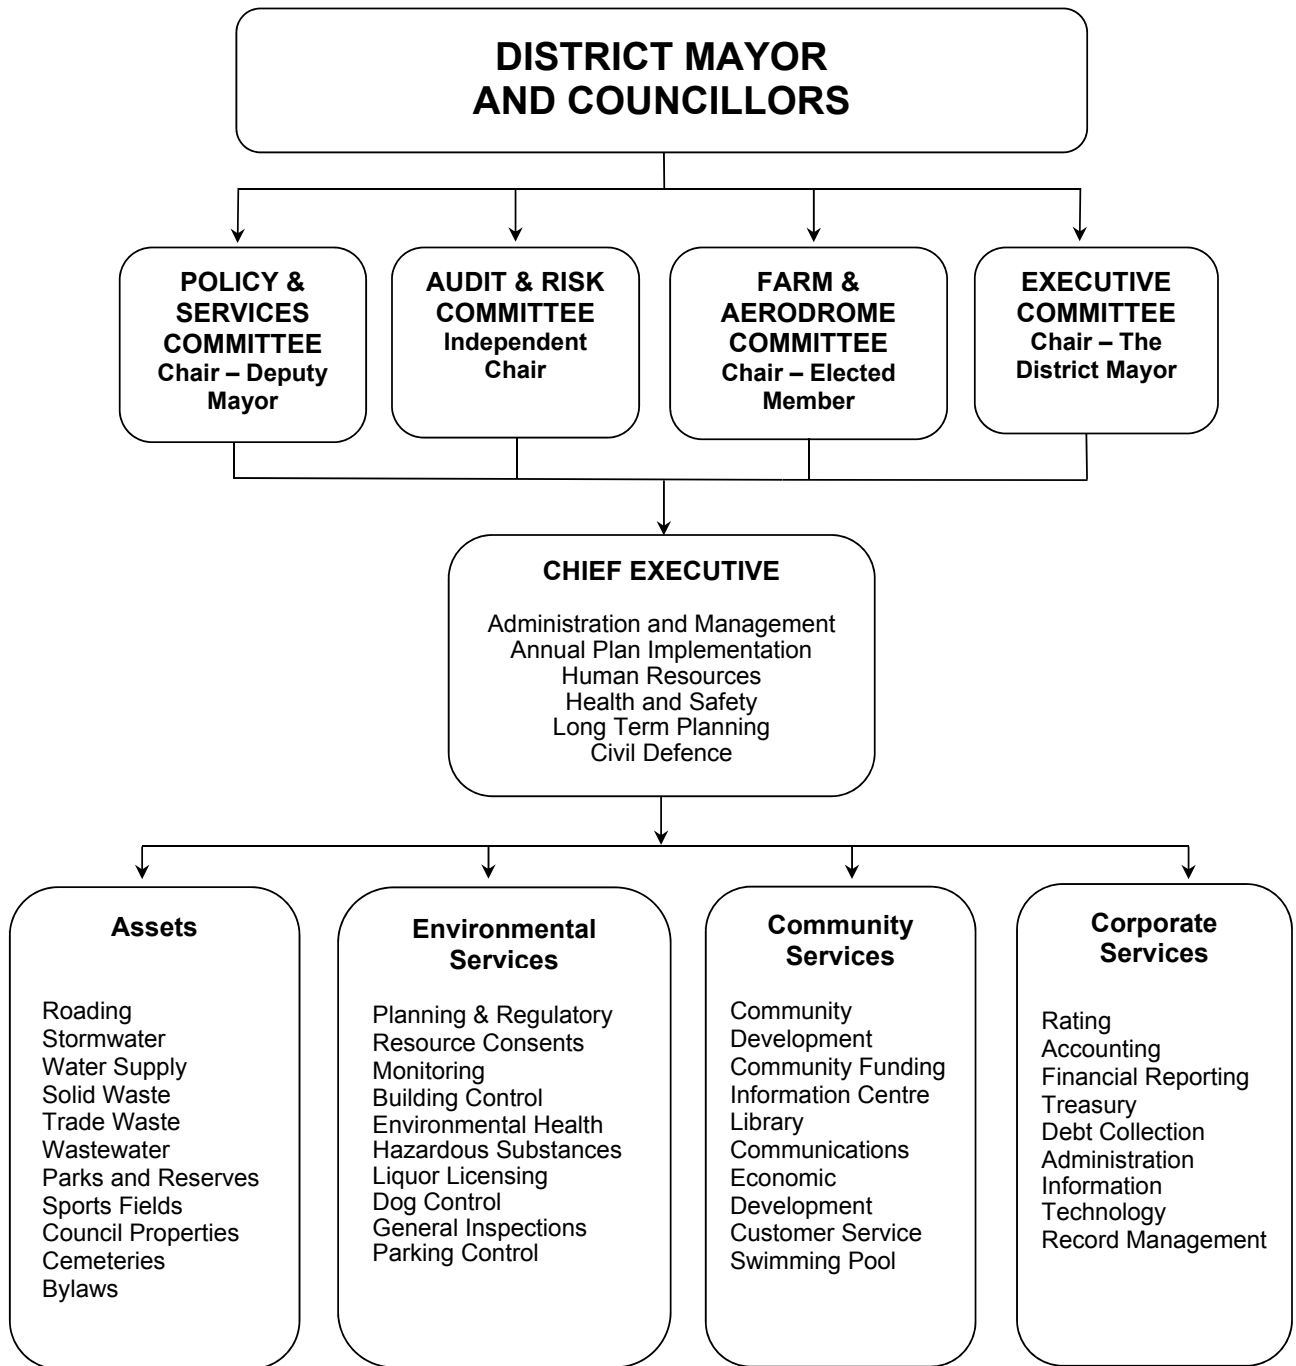 DISTRICT MAYOR
AND COUNCILLORS
POLICY &
SERVICES
COMMITTEE
Chair – Deputy
Mayor
AUDIT & RISK
COMMITTEE
Independent
Chair
FARM &
AERODROME
COMMITTEE
Chair – Elected
Member
EXECUTIVE
COMMITTEE
Chair – The
District Mayor
CHIEF EXECUTIVE
Administration and Management
Annual Plan Implementation
Human Resources
Health and Safety
Long Term Planning
Civil Defence
Assets
Roading
Stormwater
Water Supply
Solid Waste
Trade Waste
Wastewater
Parks and Reserves
Sports Fields
Council Properties
Cemeteries
Bylaws
Environmental
Services
Planning & Regulatory
Resource Consents
Monitoring
Building Control
Environmental Health
Hazardous Substances
Liquor Licensing
Dog Control
General Inspections
Parking Control
Community
Services
Community
Development
Community Funding
Information Centre
Library
Communications
Economic
Development
Customer Service
Swimming Pool
Corporate
Services
Rating
Accounting
Financial Reporting
Treasury
Debt Collection
Administration
Information
Technology
Record Management